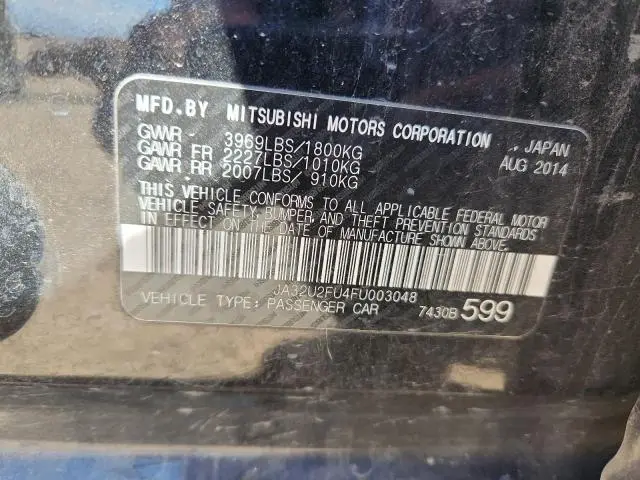 MFD.BY MITSUBISHI MOTORS CORPORATION , JAPAN
GVWR - 3969LBS/1800KG AUG 2014
GAWR FR 2227LBS/1010KG
GAWR RR 2007LBS/ 910KG
THIS VEHICLE CONFORMS TO ALL APPLICABLE FEDERAL MOTOR
VEHICLE SAFETY, BUMPER, AND THEFT PREVENTION STANDARDS
IN EFFECT ON THE DATE OF MANUFACTURE SHOWN ABOVE.
JA32U2FU4FU003048
VEHICLE TYPE: PASSENGER CAR 7430B 599